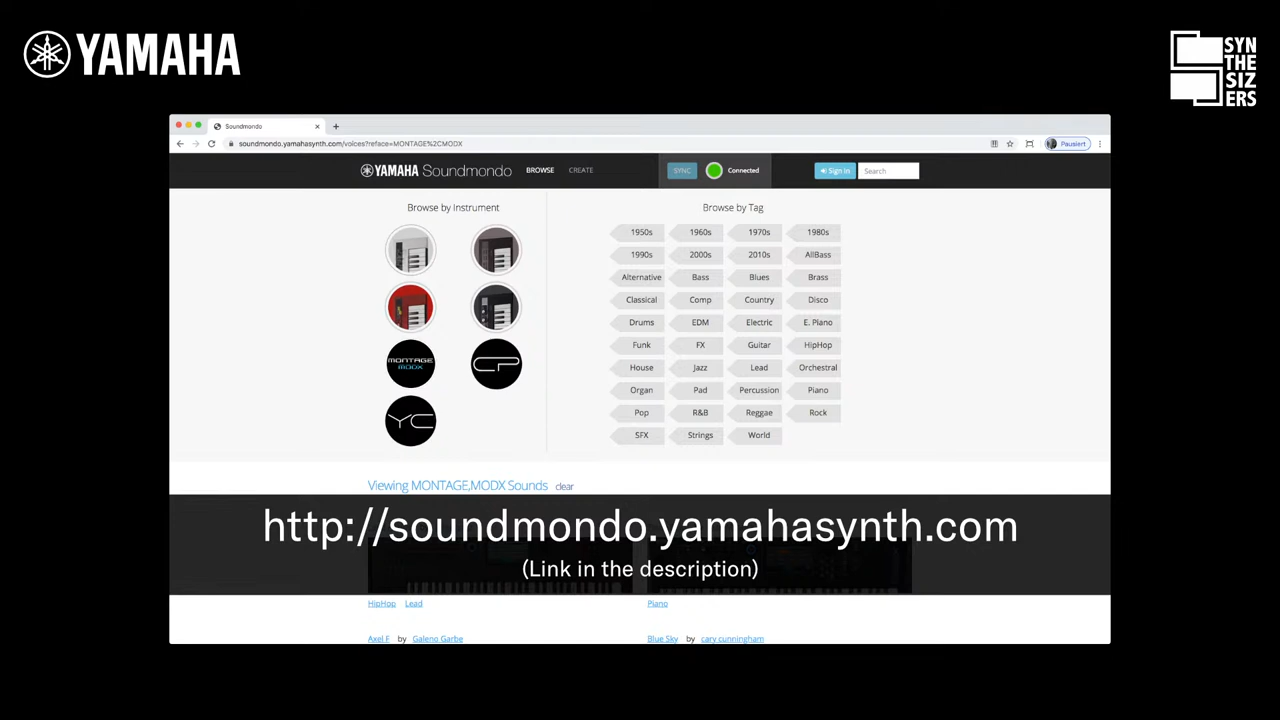 YAMAHA
SYN
THE
SIZ
ERS
Soundmondo
soundmondo.yamahasynth.com/voices?reface=MONTAGE%2CMODX
Pausiert
YAMAHA Soundmondo BROWSE CREATE SYNC Connected Sign In Search
Browse by Instrument
Browse by Tag
1950s 1960s 1970s 1980s
1990s 2000s 2010s AllBass
Alternative Bass Blues Brass
Classical Comp Country Disco
Drums EDM Electric E. Piano
Funk FX Guitar HipHop
House Jazz Lead Orchestral
Organ Pad Percussion Piano
Pop R&B Reggae Rock
SFX Strings World
MONTAGE
MODX
CP
YC
Viewing MONTAGE,MODX Sounds clear
http://soundmondo.yamahasynth.com
(Link in the description)
HipHop Lead
Piano
Axel F by Galeno Garbe
Blue Sky by cary cunningham